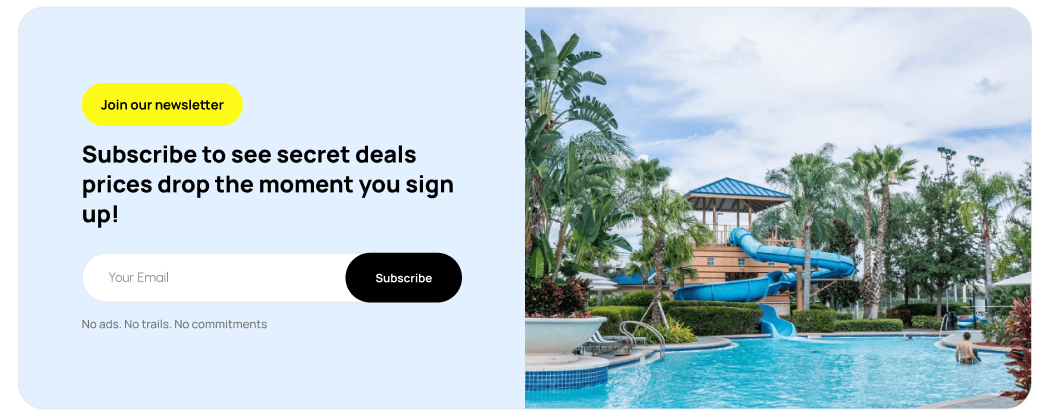 Join our newsletter
Subscribe to see secret deals
prices drop the moment you sign
up!
Your Email
Subscribe
No ads. No trails. No commitments